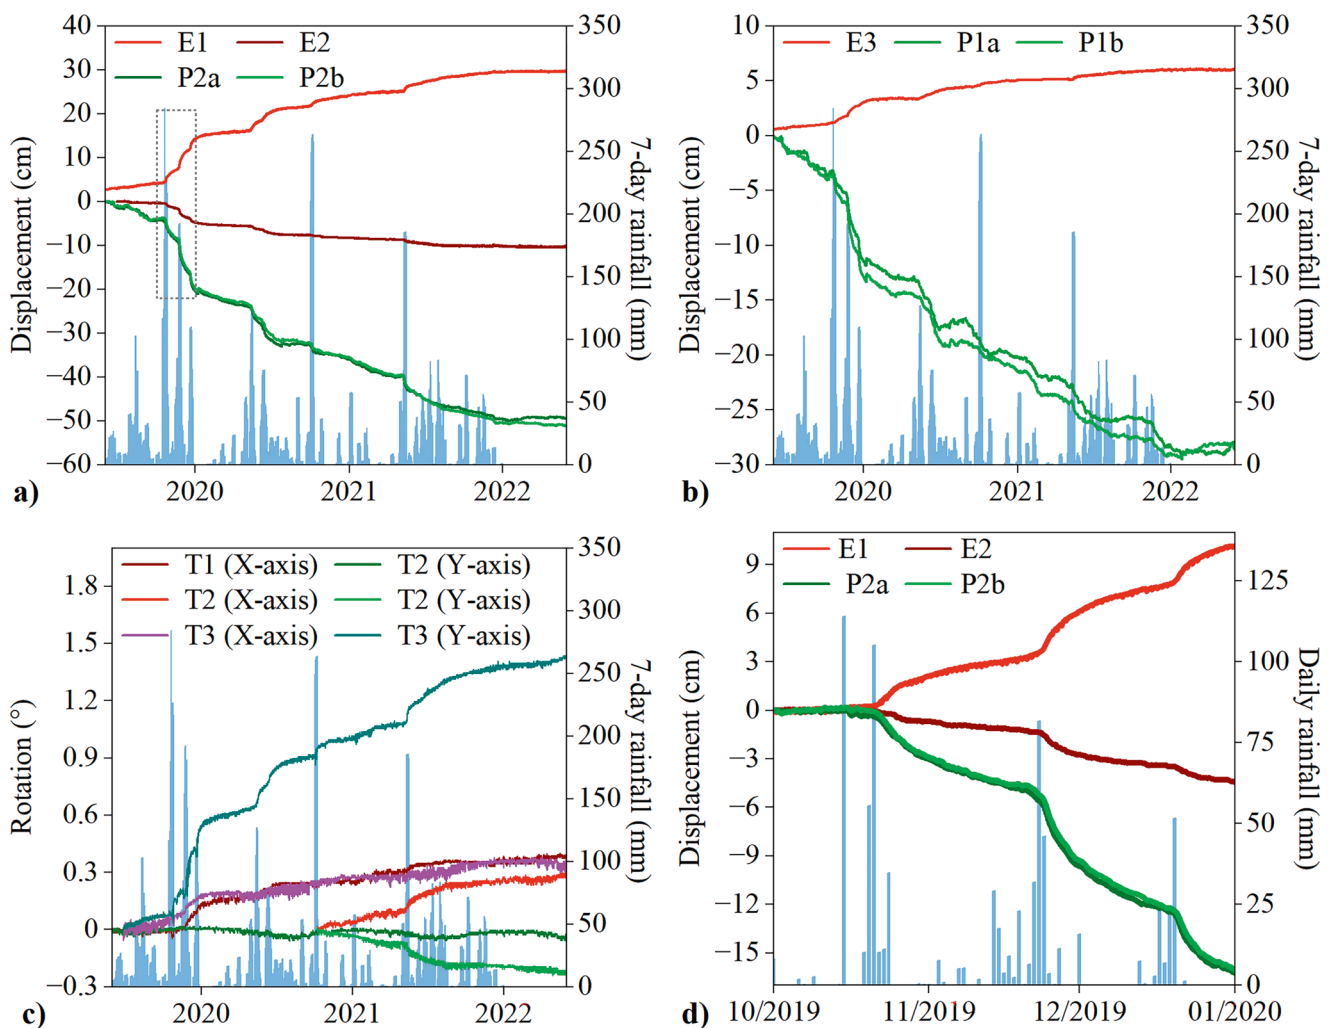 E1 E2
P2a P2b
40
30
20
10
0
−10
−20
−30
−40
−50
−60
Displacement (cm)
350
300
250
200
150
100
50
0
7-day rainfall (mm)
2020 2021 2022
a)
E3 P1a P1b
10
5
0
−5
−10
−15
−20
−25
−30
Displacement (cm)
350
300
250
200
150
100
50
0
7-day rainfall (mm)
2020 2021 2022
b)
T1 (X-axis) T2 (Y-axis)
T2 (X-axis) T2 (Y-axis)
T3 (X-axis) T3 (Y-axis)
1.8
1.5
1.2
0.9
0.6
0.3
0
−0.3
Rotation (°)
350
300
250
200
150
100
50
0
7-day rainfall (mm)
2020 2021 2022
c)
E1 E2
P2a P2b
9
6
3
0
−3
−6
−9
−12
−15
Displacement (cm)
125
100
75
50
25
0
Daily rainfall (mm)
10/2019 11/2019 12/2019 01/2020
d)